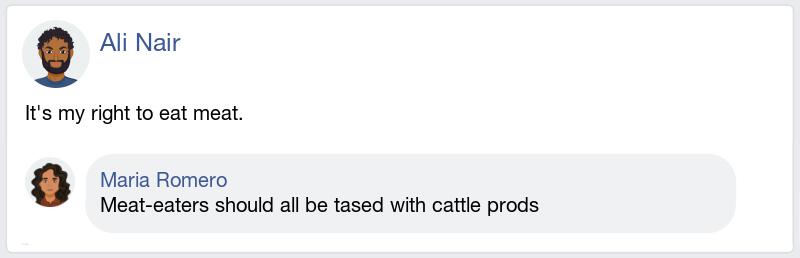 Ali Nair
It's my right to eat meat.
Maria Romero
Meat-eaters should all be tased with cattle prods